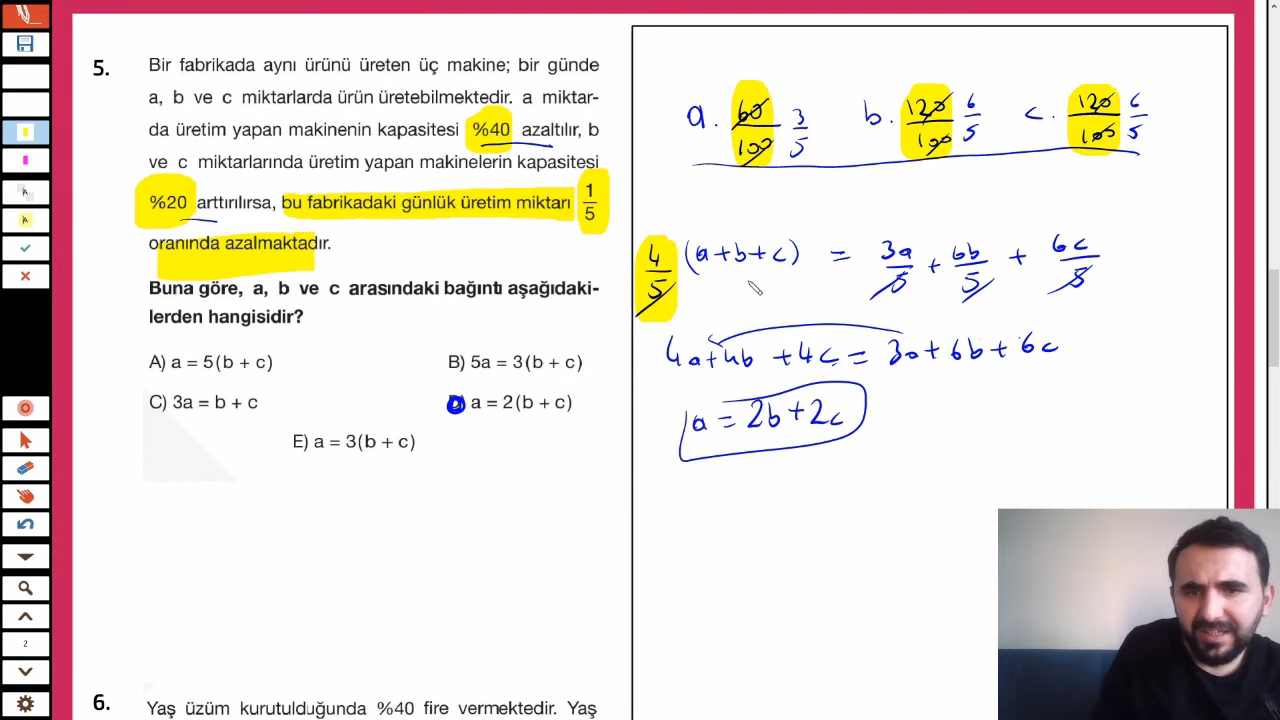 5.
Bir fabrikada aynı ürünü üreten üç makine; bir günde
a, b ve c miktarlarda ürün üretebilmektedir. a miktar-
da üretim yapan makinenin kapasitesi %40 azaltılır, b
ve c miktarlarında üretim yapan makinelerin kapasitesi
%20 arttırılırsa, bu fabrikadaki günlük üretim miktarı 1/5
oranında azalmaktadır.
Buna göre, a, b ve c arasındaki bağıntı aşağıdaki-
lerden hangisidir?
A) a = 5(b + c) B) 5a = 3(b + c)
C) 3a = b + c D) a = 2(b + c)
E) a = 3(b + c)
a . 60/100 3/5 b . 120/100 6/5 c . 120/100 6/5
4/5 (a+b+c) = 3a/5 + 6b/5 + 6c/5
4a+4b+4c = 3a+6b+6c
a = 2b+2c
6.
Yaş üzüm kurutulduğunda %40 fire vermektedir. Yaş
2